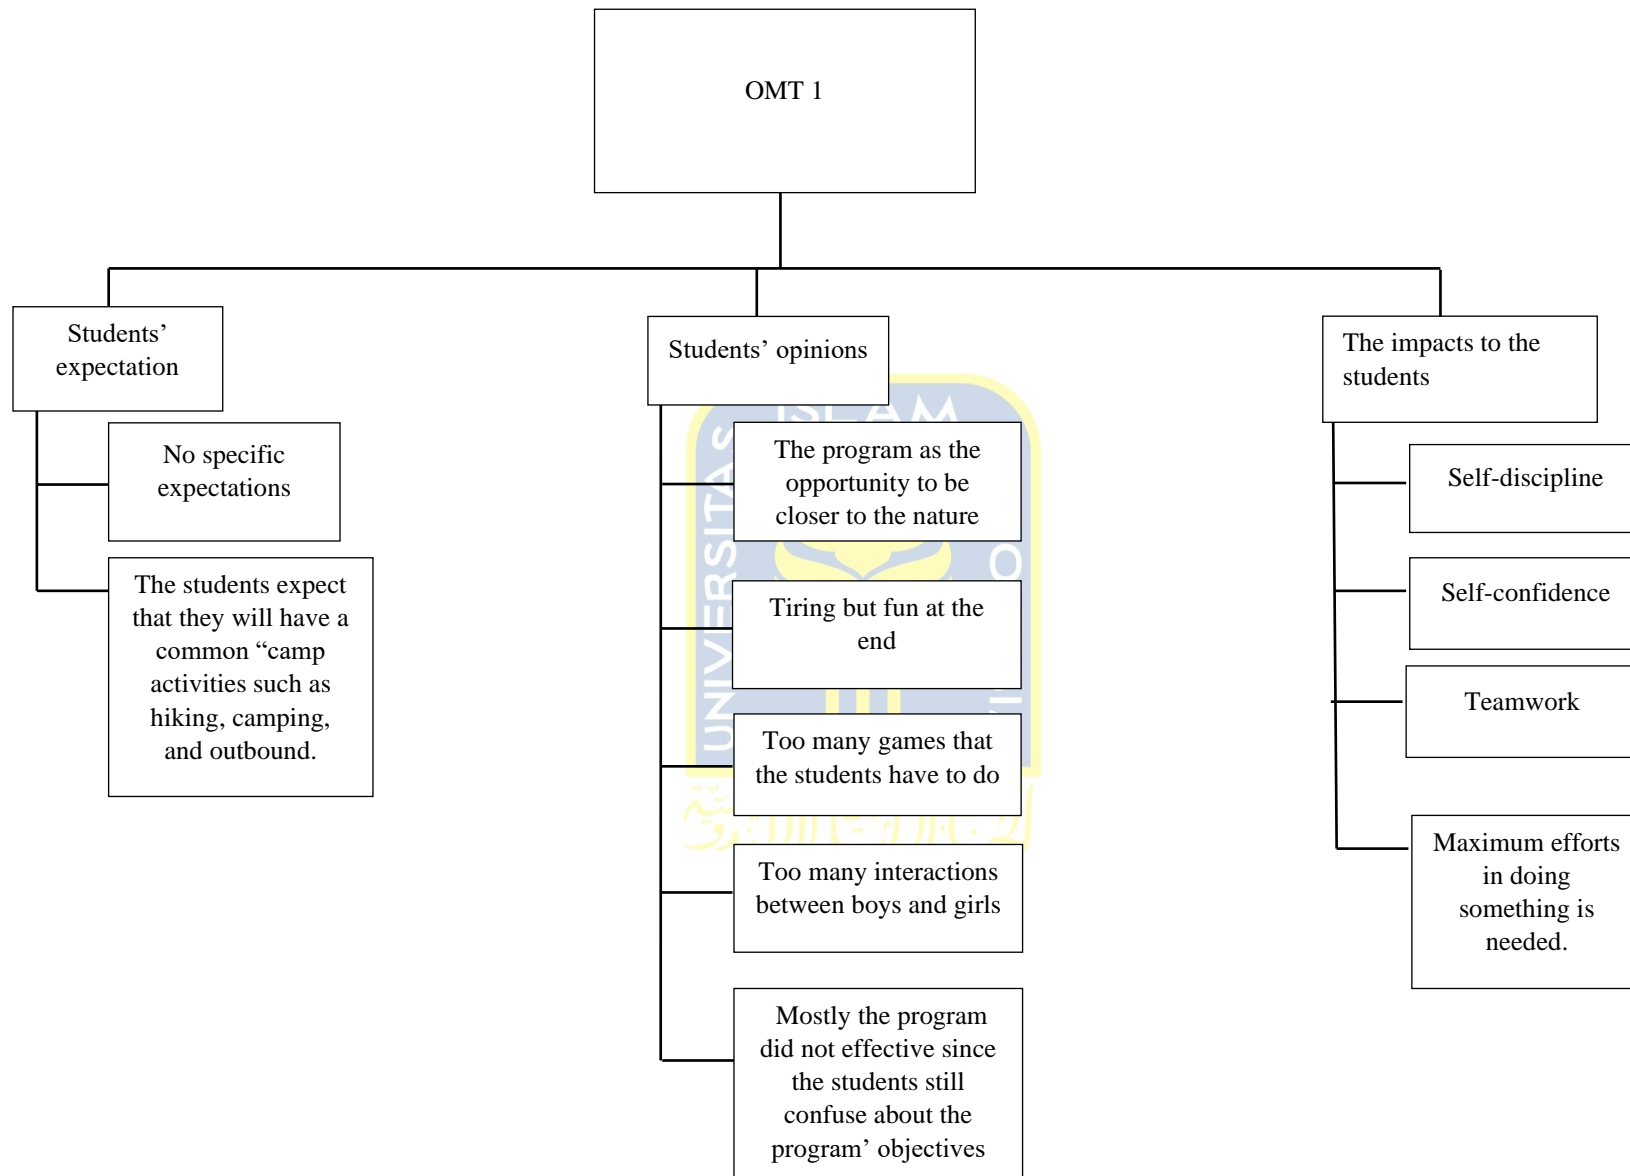 OMT 1
Students’
expectation
No specific
expectations
The students expect
that they will have a
common “camp
activities such as
hiking, camping,
and outbound.
Students’ opinions
The program as the
opportunity to be
closer to the nature
Tiring but fun at the
end
Too many games that
the students have to do
Too many interactions
between boys and girls
Mostly the program
did not effective since
the students still
confuse about the
program’ objectives
The impacts to the
students
Self-discipline
Self-confidence
Teamwork
Maximum efforts
in doing
something is
needed.
UNIVERSITAS
ISLAM